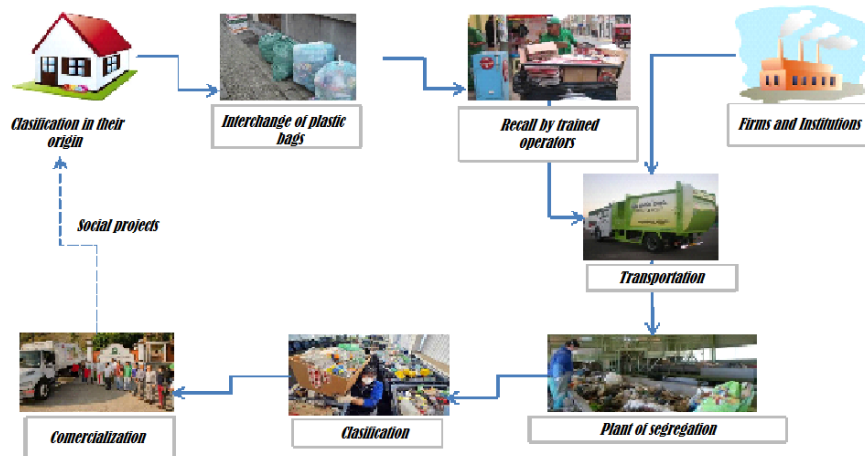 Clasification in their
origin
Interchange of plastic
bags
Recall by trained
operators
Firms and Institutions
Transportation
Social projects
Comercialization
Clasification
Plant of segregation